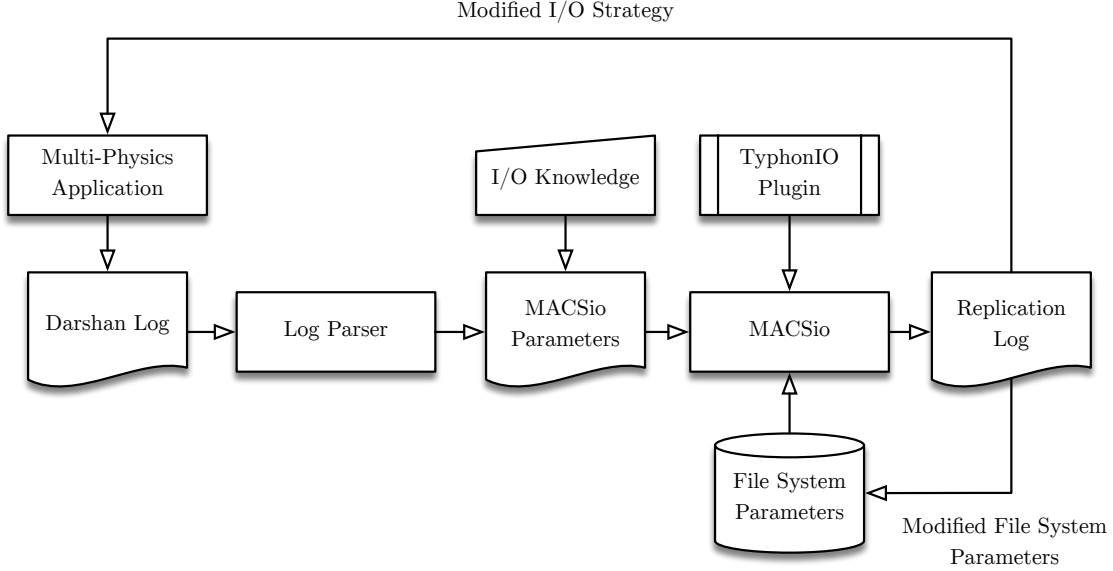 Modified I/O Strategy
Multi-Physics
Application
I/O Knowledge
TyphonIO
Plugin
Darshan Log
Log Parser
MACSio
Parameters
MACSio
Replication
Log
File System
Parameters
Modified File System
Parameters